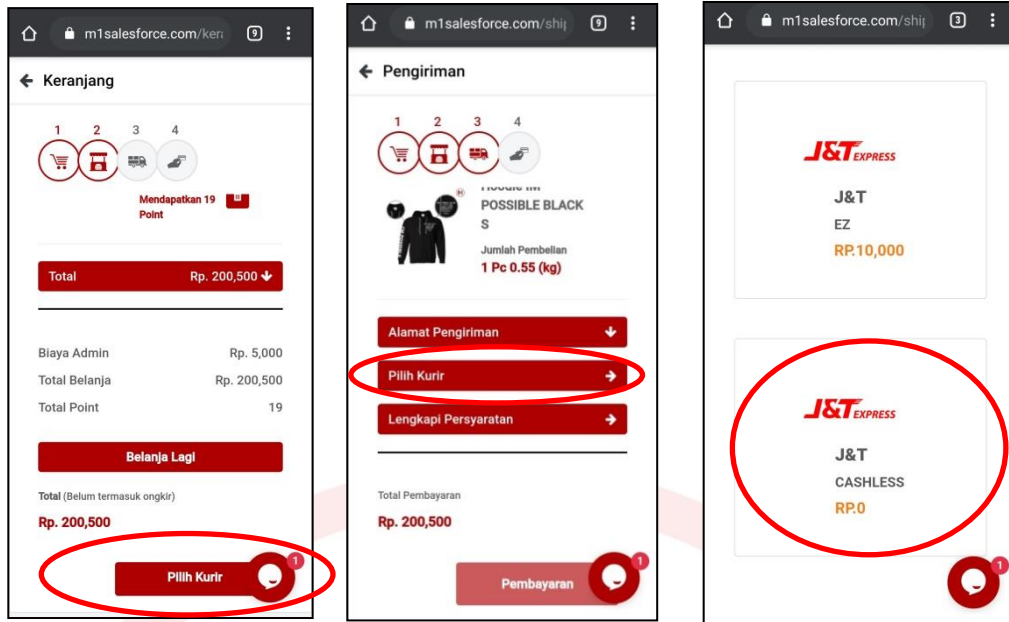 m1salesforce.com/ker
9
Keranjang
1 2 3 4
Mendapatkan 19
Point
Total Rp. 200,500
Biaya Admin Rp. 5,000
Total Belanja Rp. 200,500
Total Point 19
Belanja Lagi
Total (Belum termasuk ongkir)
Rp. 200,500
Pilih Kurir
1
m1salesforce.com/ship
9
Pengiriman
1 2 3 4
Hoodie IM
POSSIBLE BLACK
S
Jumlah Pembelian
1 Pc 0.55 (kg)
Alamat Pengiriman
Pilih Kurir
Lengkapi Persyaratan
Total Pembayaran
Rp. 200,500
Pembayaran
1
m1salesforce.com/ship
3
J&T EXPRESS
J&T
EZ
RP.10,000
J&T EXPRESS
J&T
CASHLESS
RP.0
1